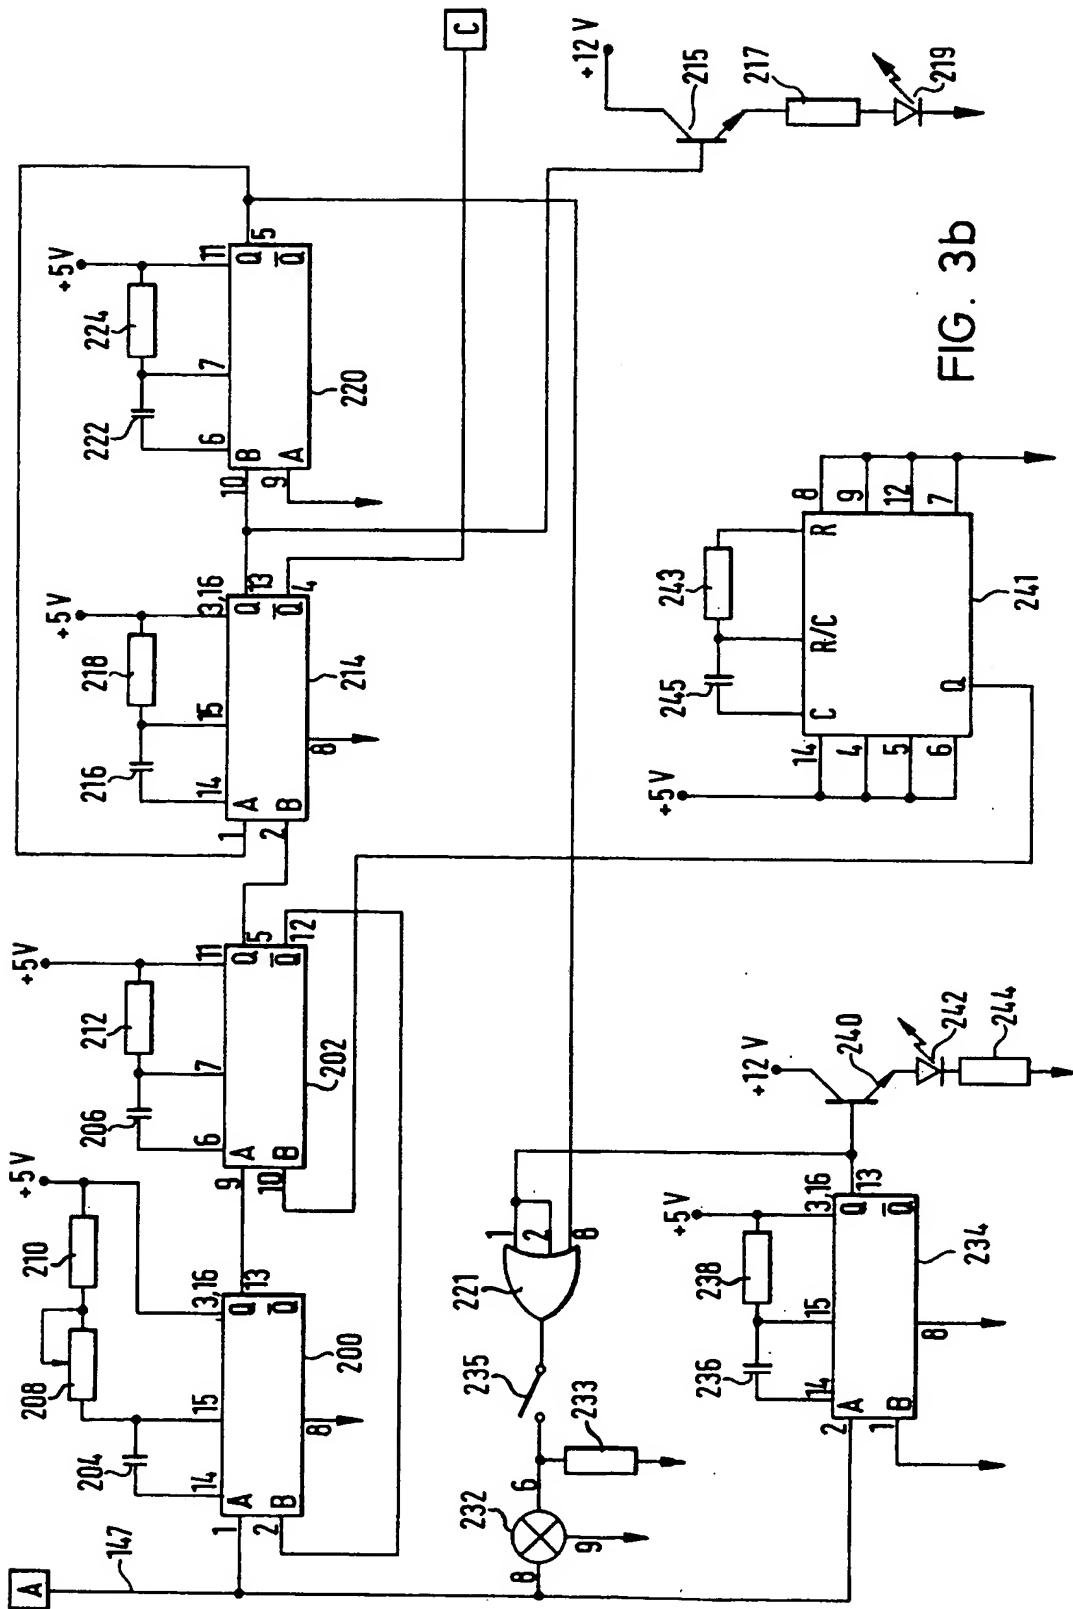 A
147
1
2
A
B
14
204
15
208
210
+5V
3,16
Q
13
Q̅
200
8
9
10
A
B
6
206
7
212
+5V
11
Q
5
Q̅
12
202
1
2
A
B
14
216
15
218
+5V
3,16
Q
13
Q̅
4
214
8
10
9
B
A
6
222
7
224
+5V
11
Q
5
Q̅
220
C
+12V
215
217
219
8
232
9
6
233
235
221
1
2
8
+5V
14
4
5
6
C
245
R/C
243
R
8
9
12
7
Q
241
2
1
A
B
14
236
15
238
+5V
3,16
Q
13
Q̅
234
8
+12V
240
242
244
FIG. 3b